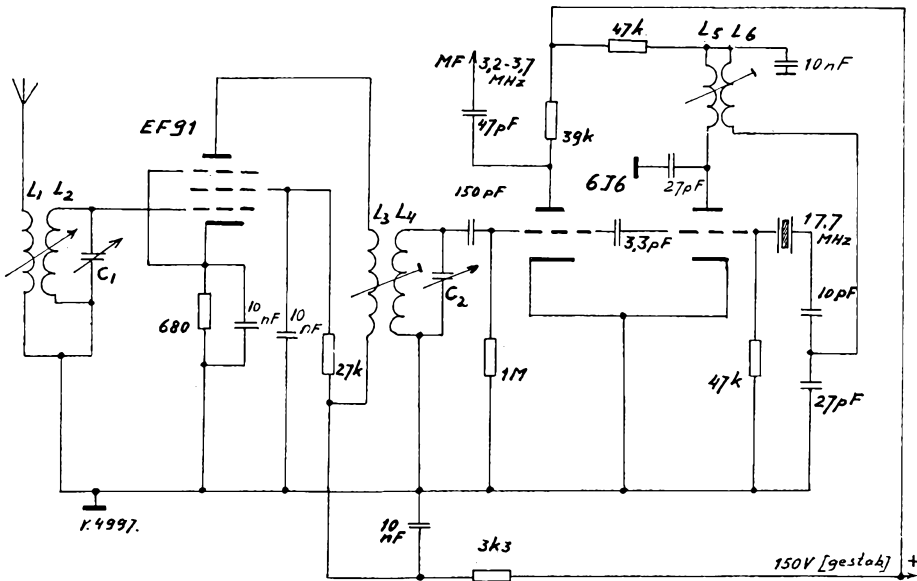 47k
L5 L6
10nF
MF
3,2-3,7
MHz
47pF
39k
EF91
6J6
27pF
150pF
L1 L2
C1
L3 L4
C2
3,3pF
17.7
MHz
10pF
680
10
nF
10
nF
27k
1M
47k
27pF
r.4997.
10
nF
3k3
150V [gestab] +